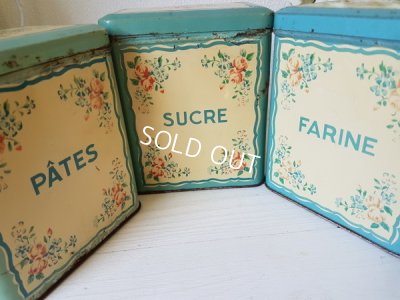 PÂTES
SUCRE
FARINE
SOLD OUT